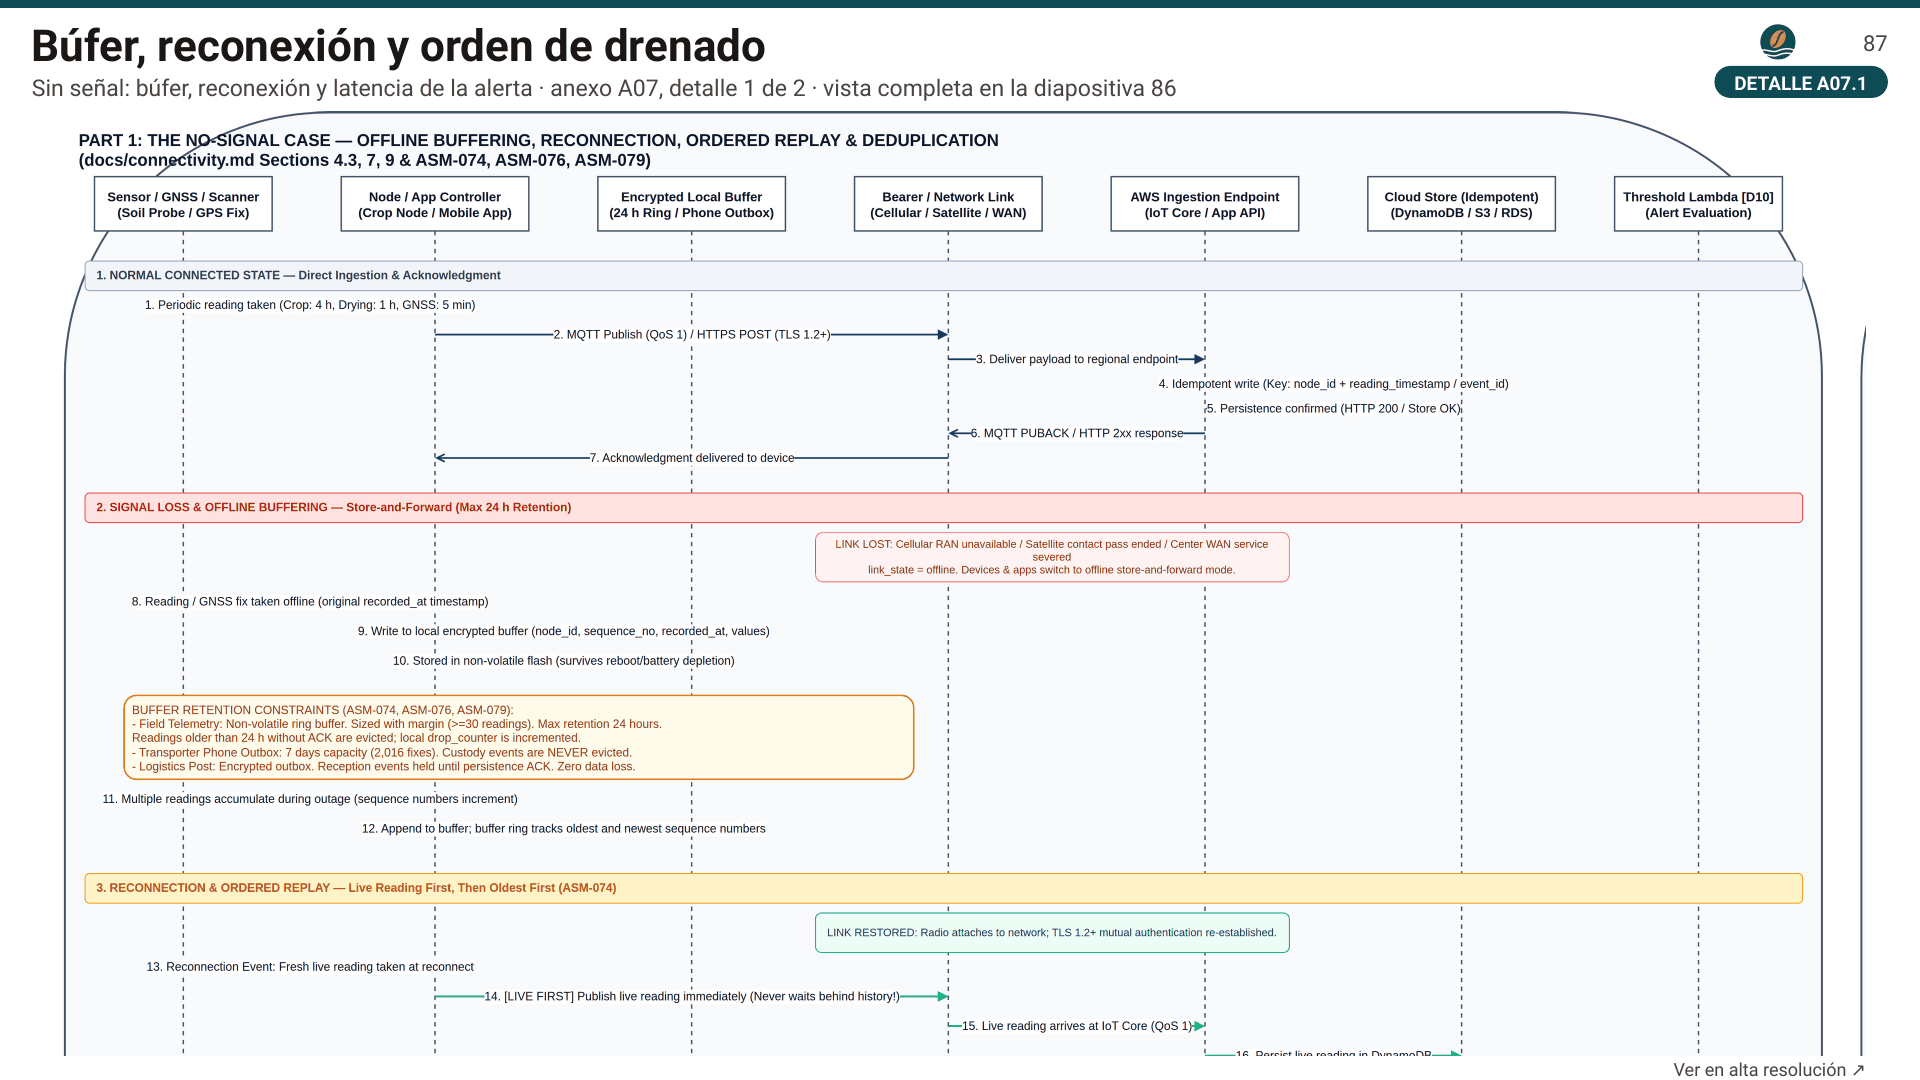 Búfer, reconexión y orden de drenado
Sin señal: búfer, reconexión y latencia de la alerta · anexo A07, detalle 1 de 2 · vista completa en la diapositiva 86
87
DETALLE A07.1
PART 1: THE NO-SIGNAL CASE — OFFLINE BUFFERING, RECONNECTION, ORDERED REPLAY & DEDUPLICATION
(docs/connectivity.md Sections 4.3, 7, 9 & ASM-074, ASM-076, ASM-079)
Sensor / GNSS / Scanner
(Soil Probe / GPS Fix)
Node / App Controller
(Crop Node / Mobile App)
Encrypted Local Buffer
(24 h Ring / Phone Outbox)
Bearer / Network Link
(Cellular / Satellite / WAN)
AWS Ingestion Endpoint
(IoT Core / App API)
Cloud Store (Idempotent)
(DynamoDB / S3 / RDS)
Threshold Lambda [D10]
(Alert Evaluation)
1. NORMAL CONNECTED STATE — Direct Ingestion & Acknowledgment
1. Periodic reading taken (Crop: 4 h, Drying: 1 h, GNSS: 5 min)
2. MQTT Publish (QoS 1) / HTTPS POST (TLS 1.2+)
3. Deliver payload to regional endpoint
4. Idempotent write (Key: node_id + reading_timestamp / event_id)
5. Persistence confirmed (HTTP 200 / Store OK)
6. MQTT PUBACK / HTTP 2xx response
7. Acknowledgment delivered to device
2. SIGNAL LOSS & OFFLINE BUFFERING — Store-and-Forward (Max 24 h Retention)
LINK LOST: Cellular RAN unavailable / Satellite contact pass ended / Center WAN service
severed
link_state = offline. Devices & apps switch to offline store-and-forward mode.
8. Reading / GNSS fix taken offline (original recorded_at timestamp)
9. Write to local encrypted buffer (node_id, sequence_no, recorded_at, values)
10. Stored in non-volatile flash (survives reboot/battery depletion)
BUFFER RETENTION CONSTRAINTS (ASM-074, ASM-076, ASM-079):
- Field Telemetry: Non-volatile ring buffer. Sized with margin (>=30 readings). Max retention 24 hours.
Readings older than 24 h without ACK are evicted; local drop_counter is incremented.
- Transporter Phone Outbox: 7 days capacity (2,016 fixes). Custody events are NEVER evicted.
- Logistics Post: Encrypted outbox. Reception events held until persistence ACK. Zero data loss.
11. Multiple readings accumulate during outage (sequence numbers increment)
12. Append to buffer; buffer ring tracks oldest and newest sequence numbers
3. RECONNECTION & ORDERED REPLAY — Live Reading First, Then Oldest First (ASM-074)
LINK RESTORED: Radio attaches to network; TLS 1.2+ mutual authentication re-established.
13. Reconnection Event: Fresh live reading taken at reconnect
14. [LIVE FIRST] Publish live reading immediately (Never waits behind history!)
15. Live reading arrives at IoT Core (QoS 1)
16. Persist live reading in DynamoDB
Ver en alta resolución ↗